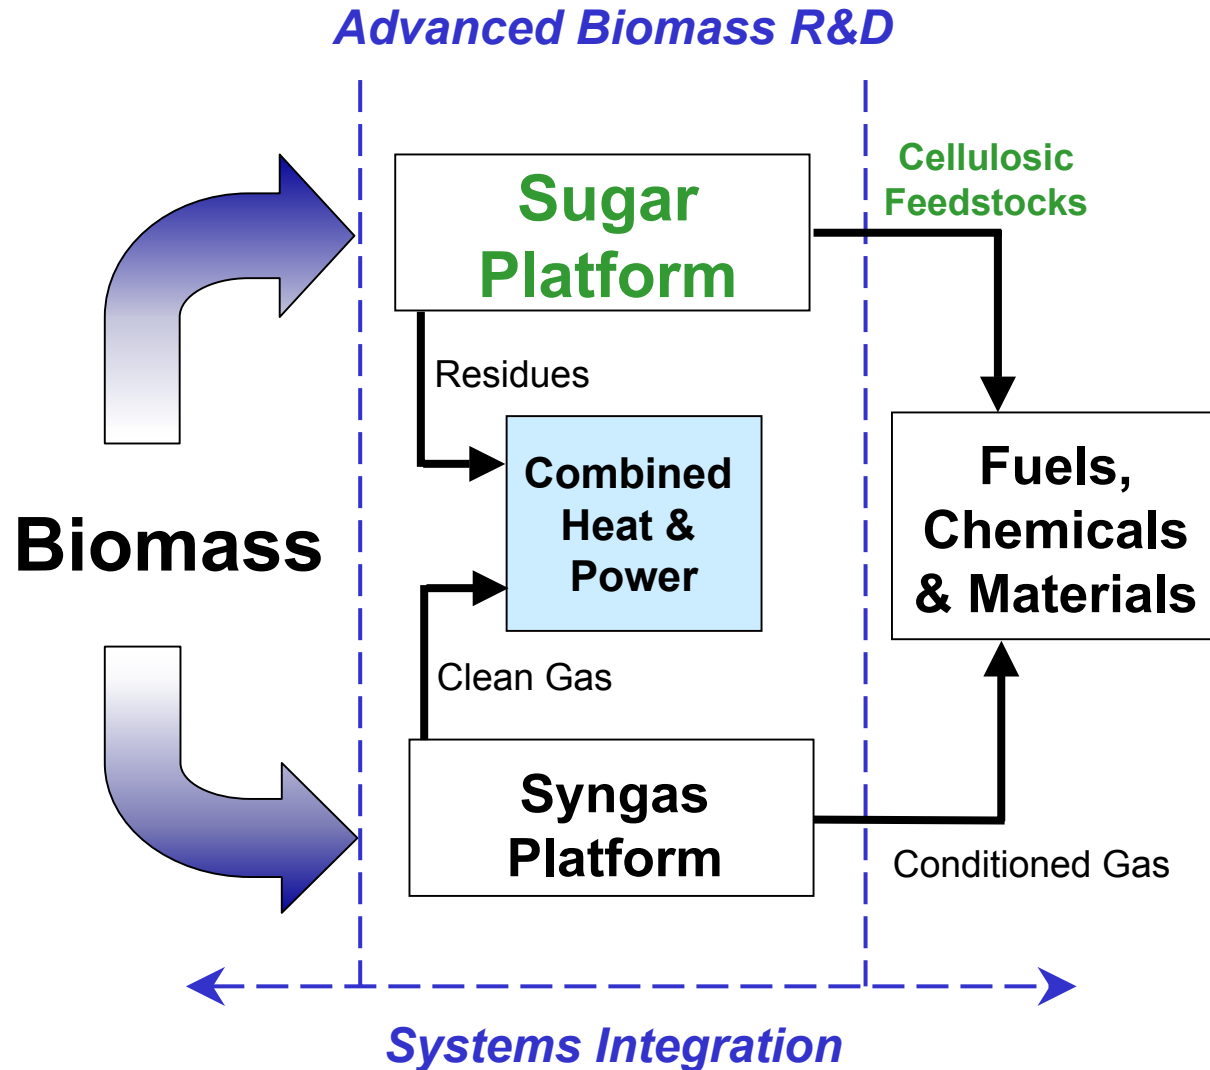 Advanced Biomass R&D
Cellulosic
Feedstocks
Sugar
Platform
Residues
Combined
Heat &
Power
Biomass
Fuels,
Chemicals
& Materials
Clean Gas
Syngas
Platform
Conditioned Gas
Systems Integration